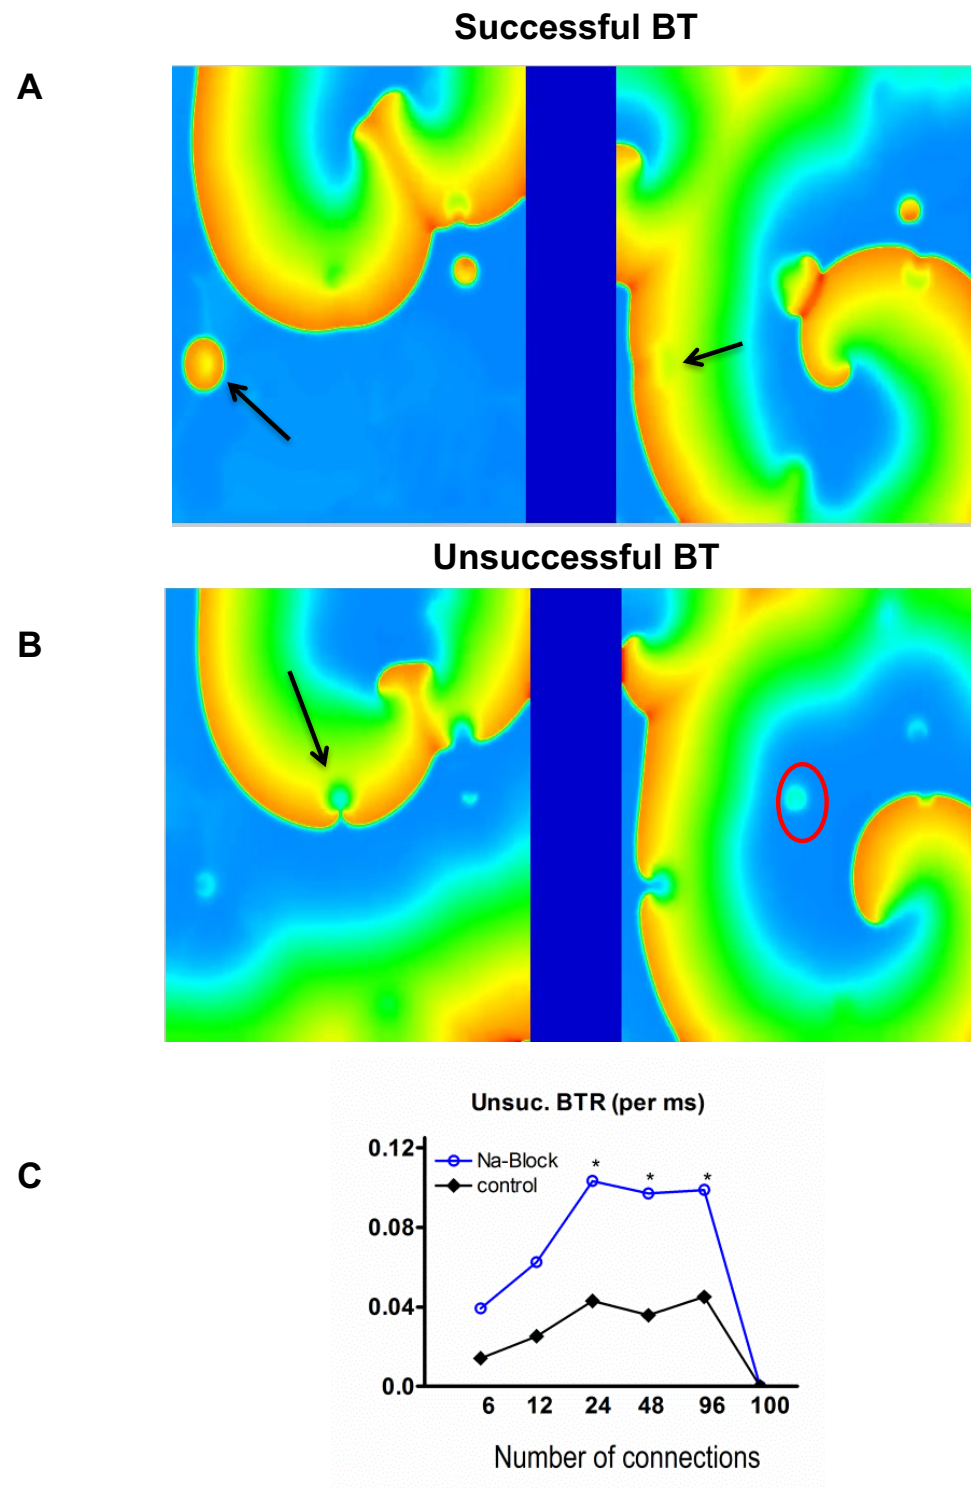 Successful BT
A
Unsuccessful BT
B
Unsuc. BTR (per ms)
C
0.12
Na-Block
control
*
*
*
0.08
0.04
0.0
6 12 24 48 96 100
Number of connections